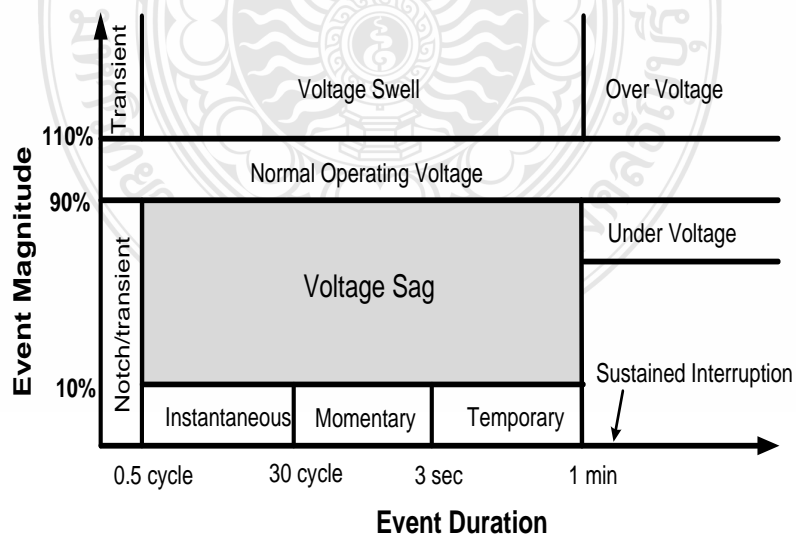 Transient
Voltage Swell
Over Voltage
110%
Normal Operating Voltage
90%
Under Voltage
Event Magnitude
Notch/transient
Voltage Sag
10%
Sustained Interruption
Instantaneous
Momentary
Temporary
0.5 cycle
30 cycle
3 sec
1 min
Event Duration